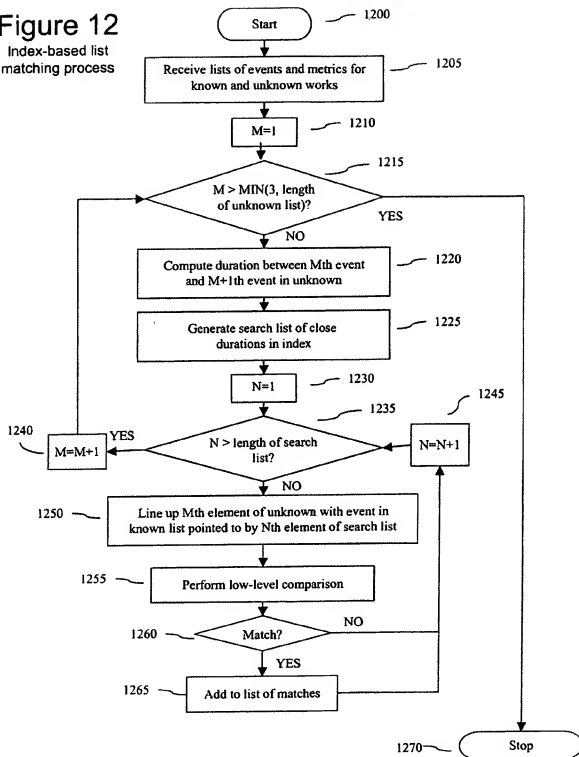 Figure 12
Index-based list
matching process
Start
1200
Receive lists of events and metrics for
known and unknown works
1205
M=1
1210
1215
M > MIN(3, length
of unknown list)?
YES
NO
Compute duration between Mth event
and M+1th event in unknown
1220
Generate search list of close
durations in index
1225
N=1
1230
1235
1245
1240
YES
M=M+1
N > length of search
list?
N=N+1
NO
1250
Line up Mth element of unknown with event in
known list pointed to by Nth element of search list
1255
Perform low-level comparison
NO
1260
Match?
YES
1265
Add to list of matches
1270
Stop